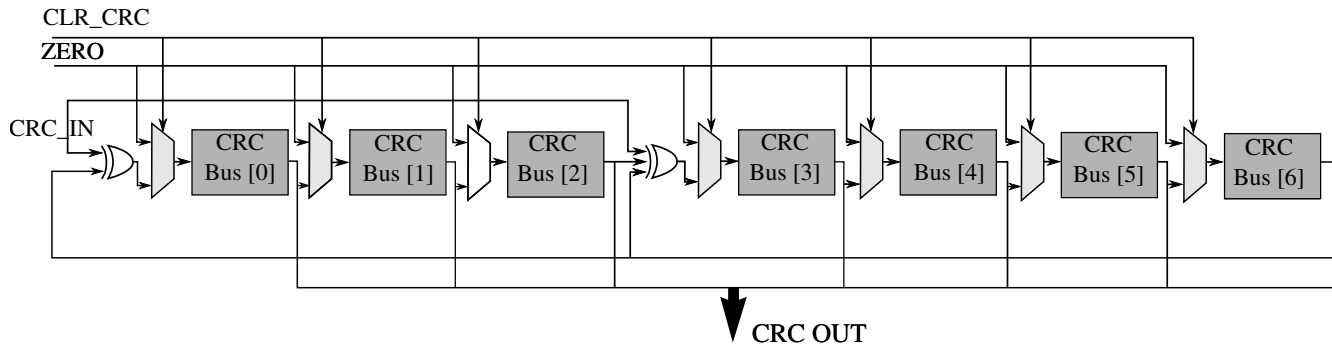 CLR_CRC
ZERO
CRC_IN
CRC
Bus [0]
CRC
Bus [1]
CRC
Bus [2]
CRC
Bus [3]
CRC
Bus [4]
CRC
Bus [5]
CRC
Bus [6]
CRC OUT